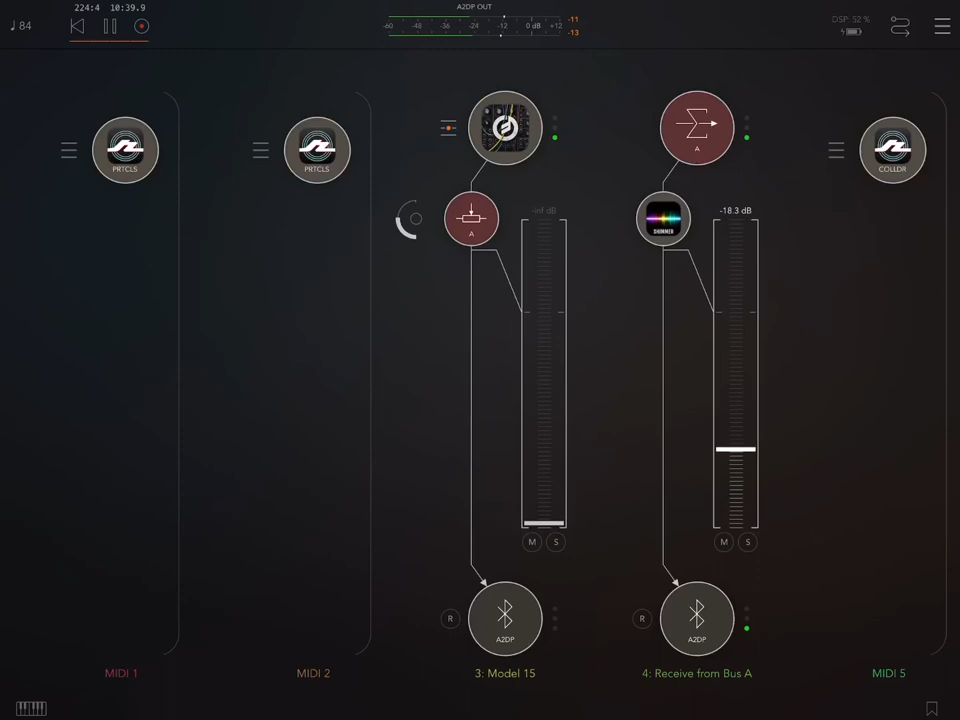 A2DP OUT
224:4 10:39.9
♩ 84
-60 -48 -36 -24 -12 0 dB +12
-11
-13
DSP: 52 %
A
PRTCLS
PRTCLS
COLLDR
-inf dB
-18.3 dB
A
SHIMMER
M S
M S
R
A2DP
R
A2DP
MIDI 1
MIDI 2
3: Model 15
4: Receive from Bus A
MIDI 5